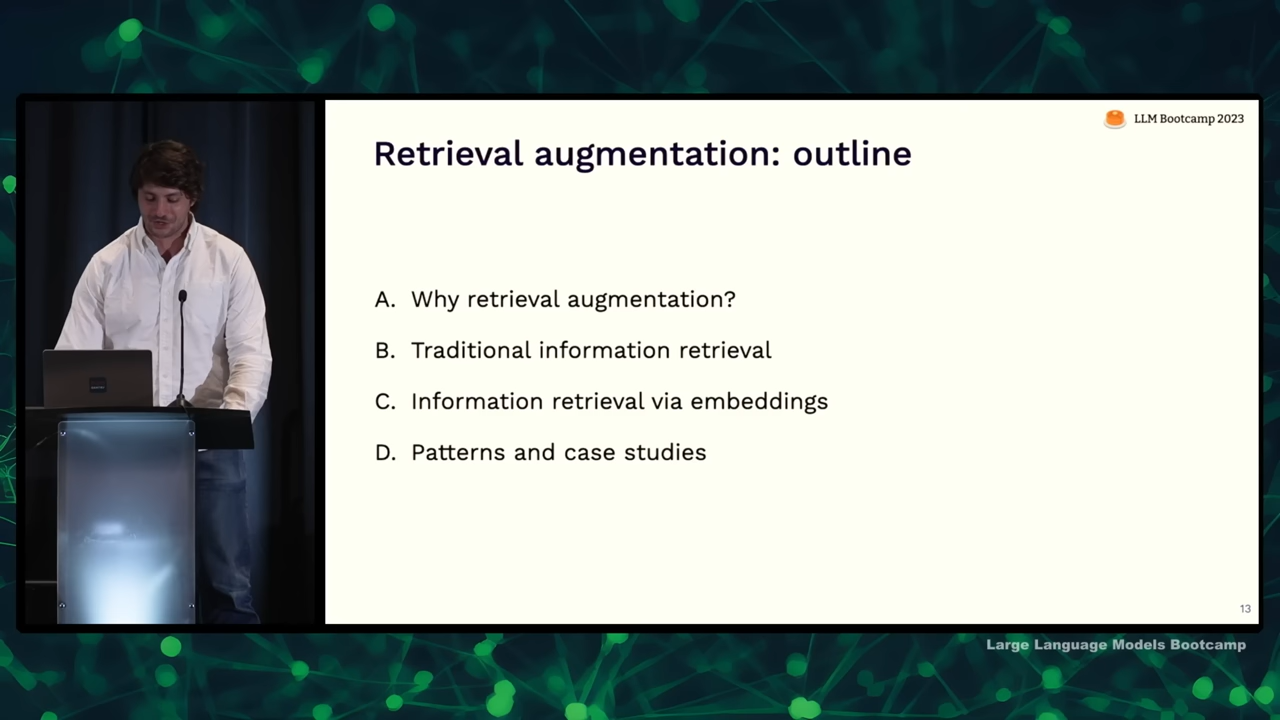 LLM Bootcamp 2023
Retrieval augmentation: outline
A. Why retrieval augmentation?
B. Traditional information retrieval
C. Information retrieval via embeddings
D. Patterns and case studies
13
Large Language Models Bootcamp